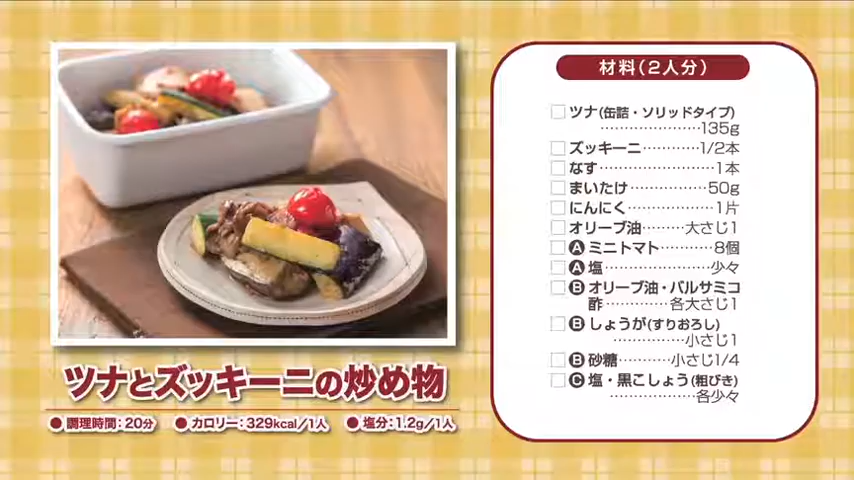 ツナとズッキーニの炒め物
● 調理時間:20分 ● カロリー:329kcal/1人 ● 塩分:1.2g/1人
材料(2人分)
ツナ(缶詰・ソリッドタイプ)
…………………135g
ズッキーニ…………1/2本
なす……………………1本
まいたけ……………50g
にんにく………………1片
オリーブ油………大さじ1
Ⓐミニトマト…………8個
Ⓐ塩……………………少々
Ⓑオリーブ油・バルサミコ
酢……………各大さじ1
Ⓑしょうが(すりおろし)
……………小さじ1
Ⓑ砂糖…………小さじ1/4
Ⓒ塩・黒こしょう(粗びき)
………………各少々